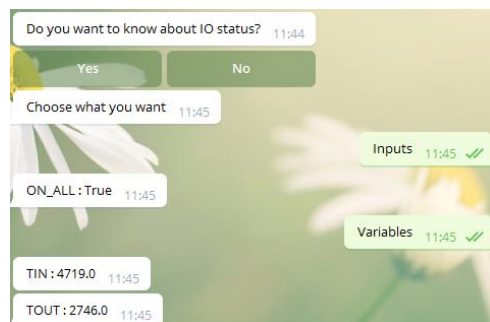 Do you want to know about IO status? 11:44
Yes No
Choose what you want 11:45
Inputs 11:45
ON_ALL : True 11:45
Variables 11:45
TIN : 4719.0 11:45
TOUT : 2746.0 11:45